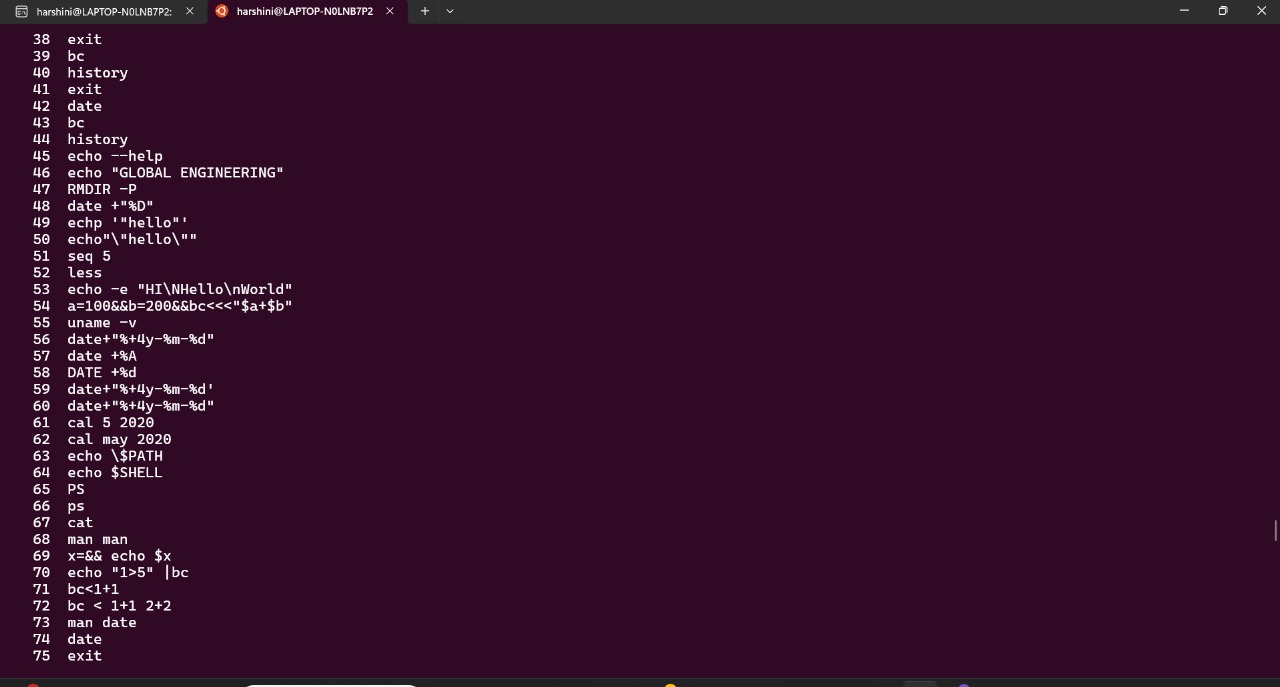 harshini@LAPTOP-N0LNB7P2: harshini@LAPTOP-N0LNB7P2
38 exit
39 bc
40 history
41 exit
42 date
43 bc
44 history
45 echo --help
46 echo "GLOBAL ENGINEERING"
47 RMDIR -P
48 date +"%D"
49 echp '"hello"'
50 echo"\"hello\""
51 seq 5
52 less
53 echo -e "HI\NHello\nWorld"
54 a=100&&b=200&&bc<<<"$a+$b"
55 uname -v
56 date+"%+4y-%m-%d"
57 date +%A
58 DATE +%d
59 date+"%+4y-%m-%d'
60 date+"%+4y-%m-%d"
61 cal 5 2020
62 cal may 2020
63 echo \$PATH
64 echo $SHELL
65 PS
66 ps
67 cat
68 man man
69 x=&& echo $x
70 echo "1>5" |bc
71 bc<1+1
72 bc < 1+1 2+2
73 man date
74 date
75 exit